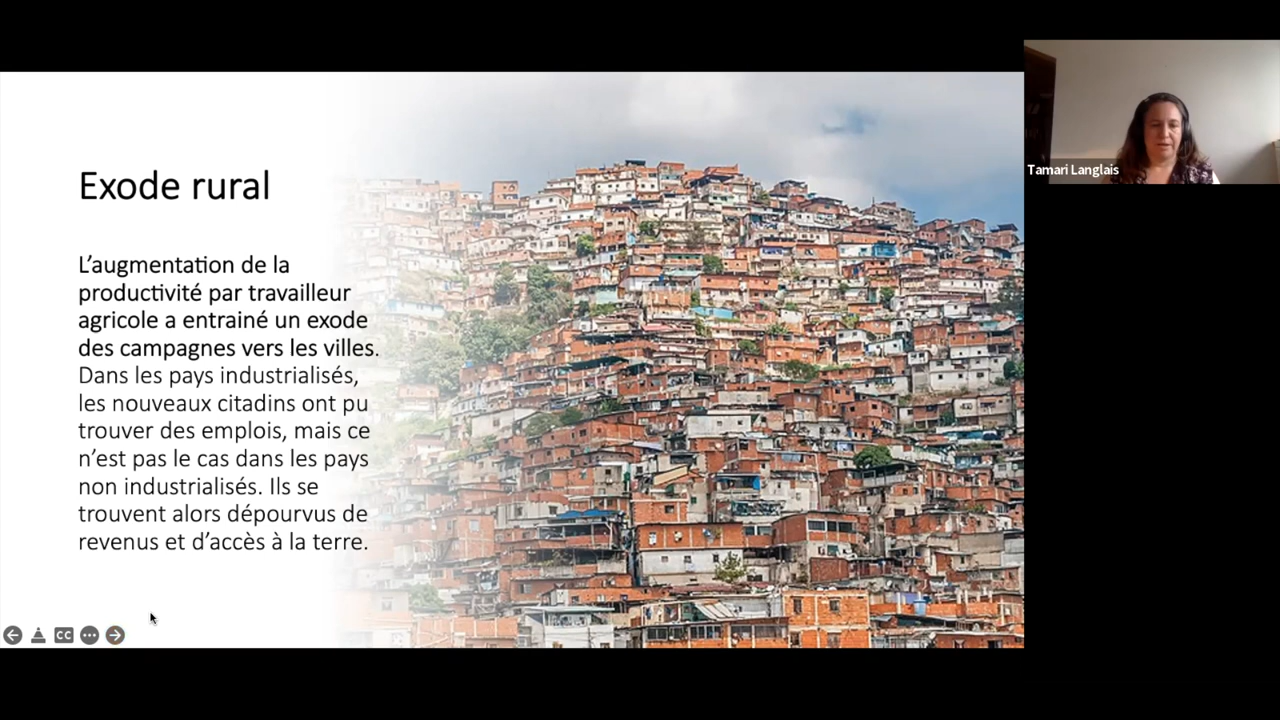 Exode rural
L’augmentation de la
productivité par travailleur
agricole a entrainé un exode
des campagnes vers les villes.
Dans les pays industrialisés,
les nouveaux citadins ont pu
trouver des emplois, mais ce
n’est pas le cas dans les pays
non industrialisés. Ils se
trouvent alors dépourvus de
revenus et d’accès à la terre.
CC
Tamari Langlais